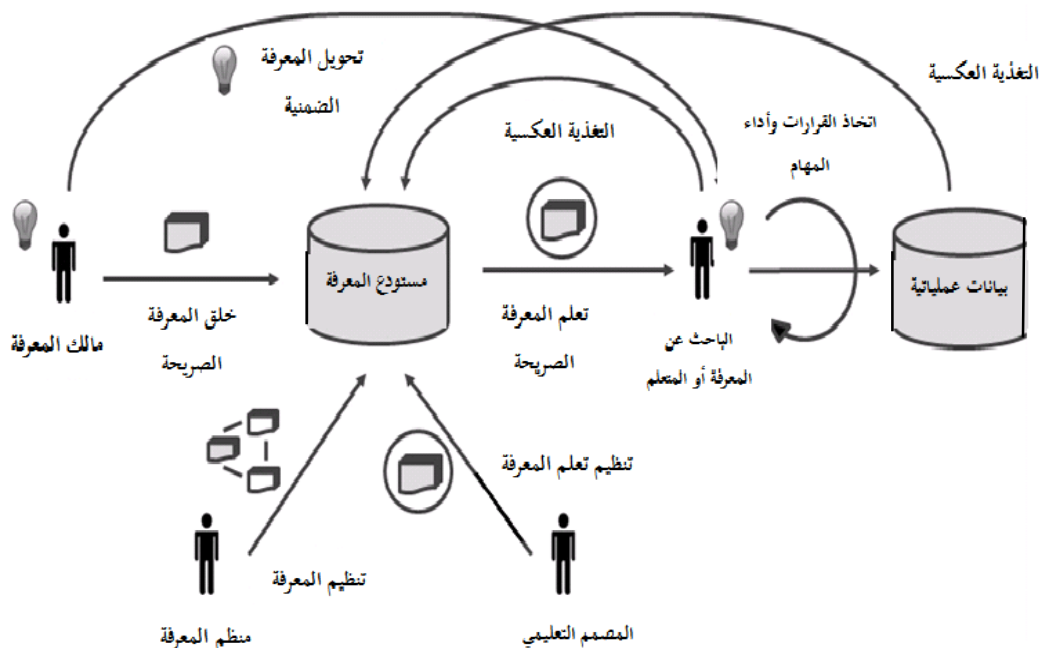 تحويل المعرفة
الضمنية
التغذية العكسية
التغذية العكسية
اتخاذ القرارات وأداء
المهام
مالك المعرفة
خلق المعرفة
الصريحة
مستودع المعرفة
تعلم المعرفة
الصريحة
الباحث عن
المعرفة أو المتعلم
بيانات عملياتية
تنظيم تعلم المعرفة
تنظيم المعرفة
منظم المعرفة
المصمم التعليمي